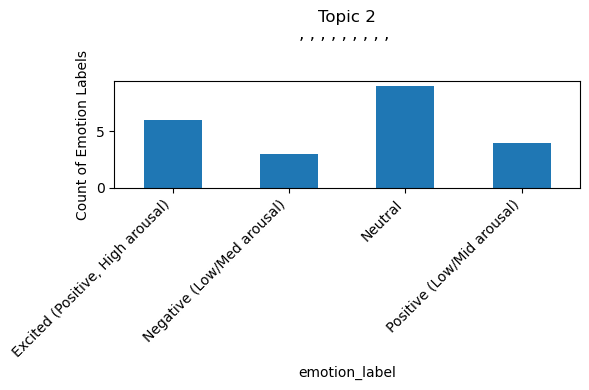 Topic 2
, , , , , , , , ,
Count of Emotion Labels
5
0
Excited (Positive, High arousal)
Negative (Low/Med arousal)
Neutral
Positive (Low/Mid arousal)
emotion_label